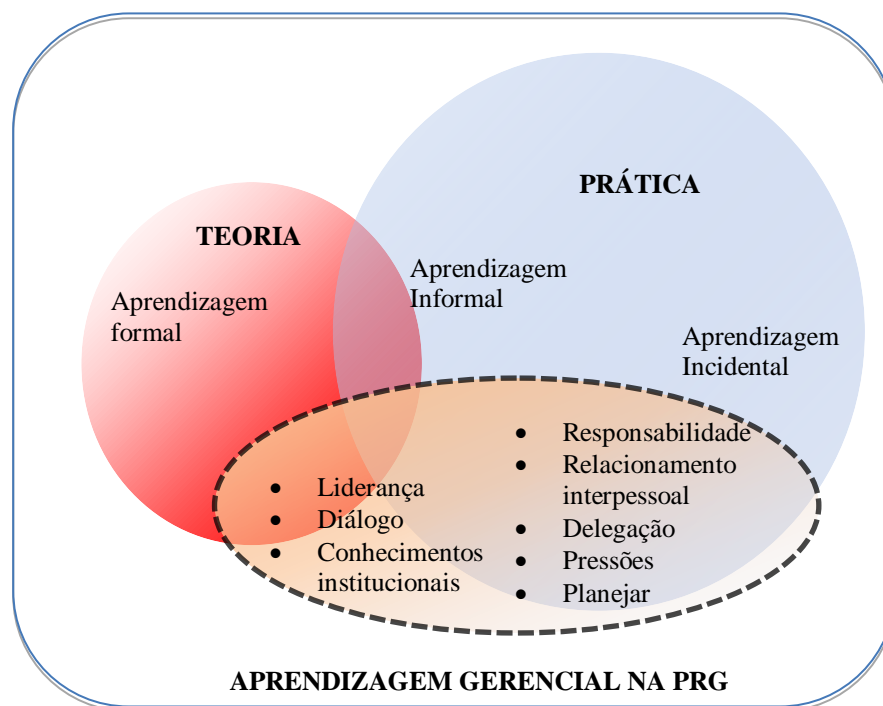 PRÁTICA
TEORIA
Aprendizagem
formal
Aprendizagem
Informal
Aprendizagem
Incidental
• Liderança
• Diálogo
• Conhecimentos
institucionais
• Responsabilidade
• Relacionamento
interpessoal
• Delegação
• Pressões
• Planejar
APRENDIZAGEM GERENCIAL NA PRG